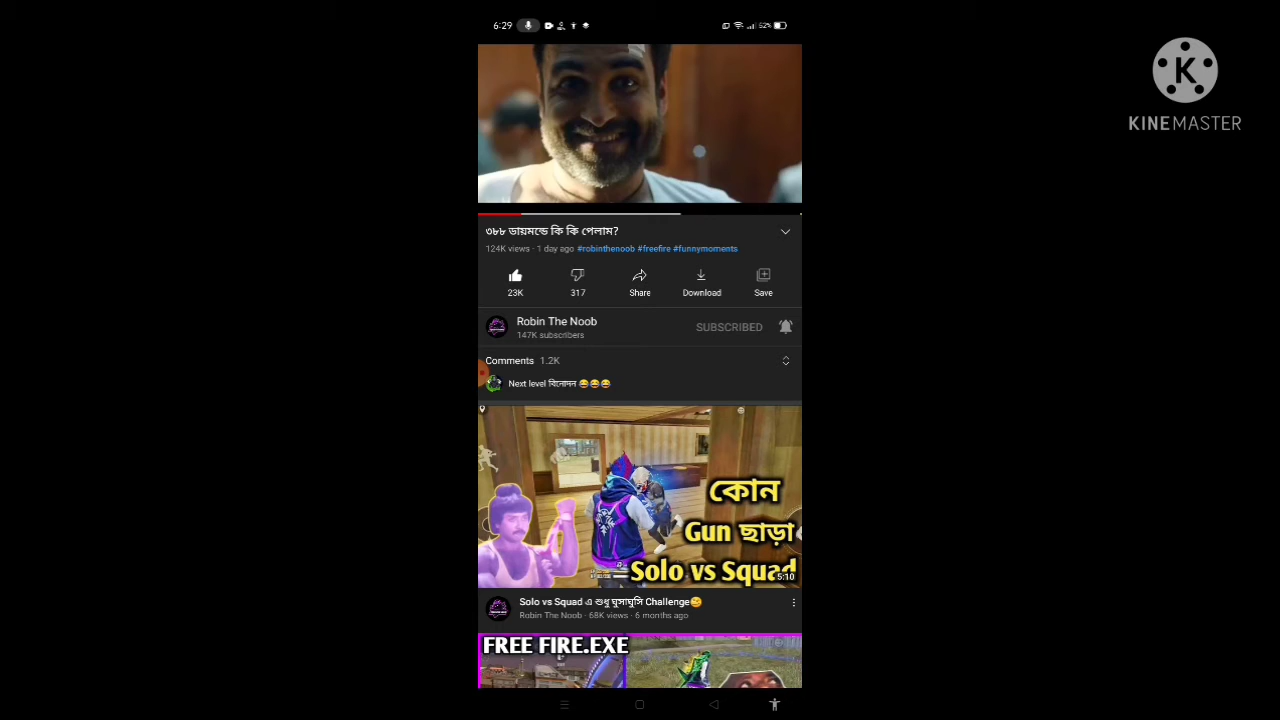 6:29
52%
K
KINEMASTER
৩৮৮ ডায়মন্ডে কি কি পেলাম?
124K views · 1 day ago #robinthenoob #freefire #funnymoments
23K
317
Share
Download
Save
Robin The Noob
147K subscribers
SUBSCRIBED
Comments 1.2K
Next level বিনোদন 😂😂😂
কোন
Gun ছাড়া
Solo vs Squad
5:10
Solo vs Squad এ শুধু ঘুসাঘুসি Challenge🤕
Robin The Noob · 68K views · 6 months ago
FREE FIRE.EXE